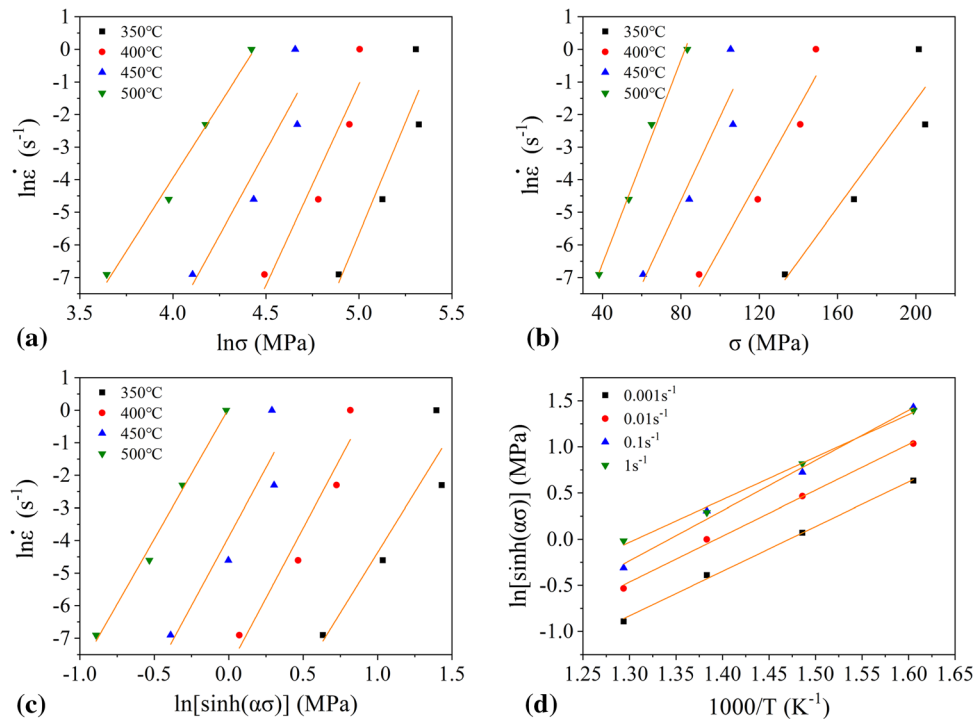 1
0
-1
-2
-3
-4
-5
-6
-7
lnε̇ (s⁻¹)
350℃
400℃
450℃
500℃
3.5 4.0 4.5 5.0 5.5
(a) lnσ (MPa)
1
0
-1
-2
-3
-4
-5
-6
-7
lnε̇ (s⁻¹)
350℃
400℃
450℃
500℃
40 80 120 160 200
(b) σ (MPa)
1
0
-1
-2
-3
-4
-5
-6
-7
lnε̇ (s⁻¹)
350℃
400℃
450℃
500℃
-1.0 -0.5 0.0 0.5 1.0 1.5
(c) ln[sinh(ασ)] (MPa)
1.5
1.0
0.5
0.0
-0.5
-1.0
ln[sinh(ασ)] (MPa)
0.001s⁻¹
0.01s⁻¹
0.1s⁻¹
1s⁻¹
1.25 1.30 1.35 1.40 1.45 1.50 1.55 1.60 1.65
(d) 1000/T (K⁻¹)